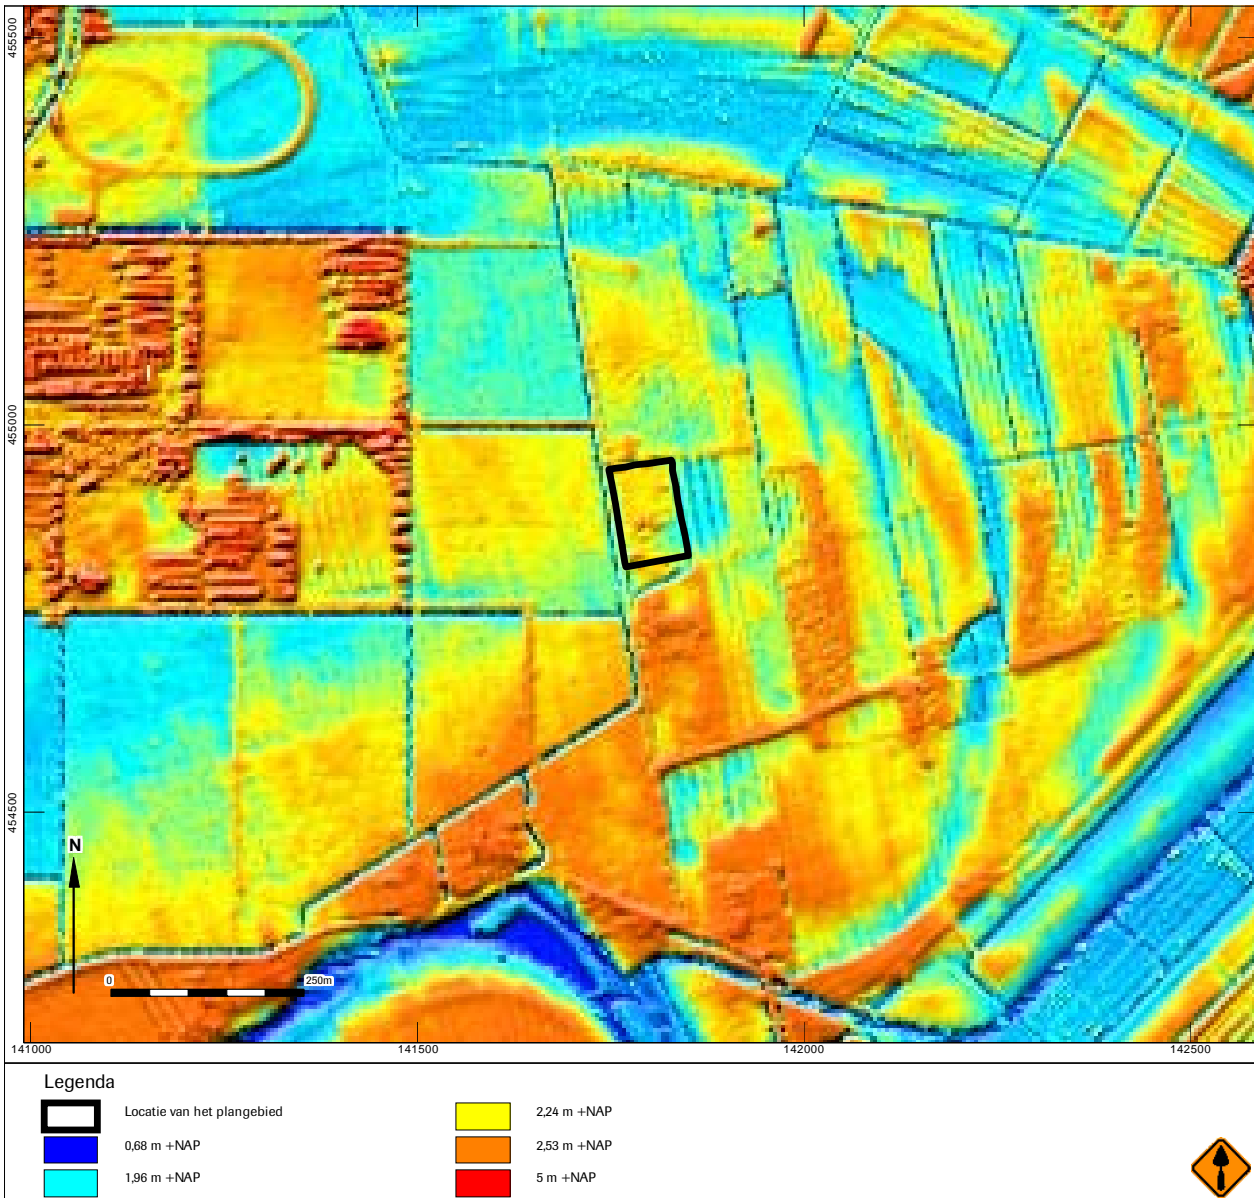 455500
455000
454500
N
0
250m
141000
141500
142000
142500
Legenda
Locatie van het plangebied
0,68 m +NAP
1,96 m +NAP
2,24 m +NAP
2,53 m +NAP
5 m +NAP